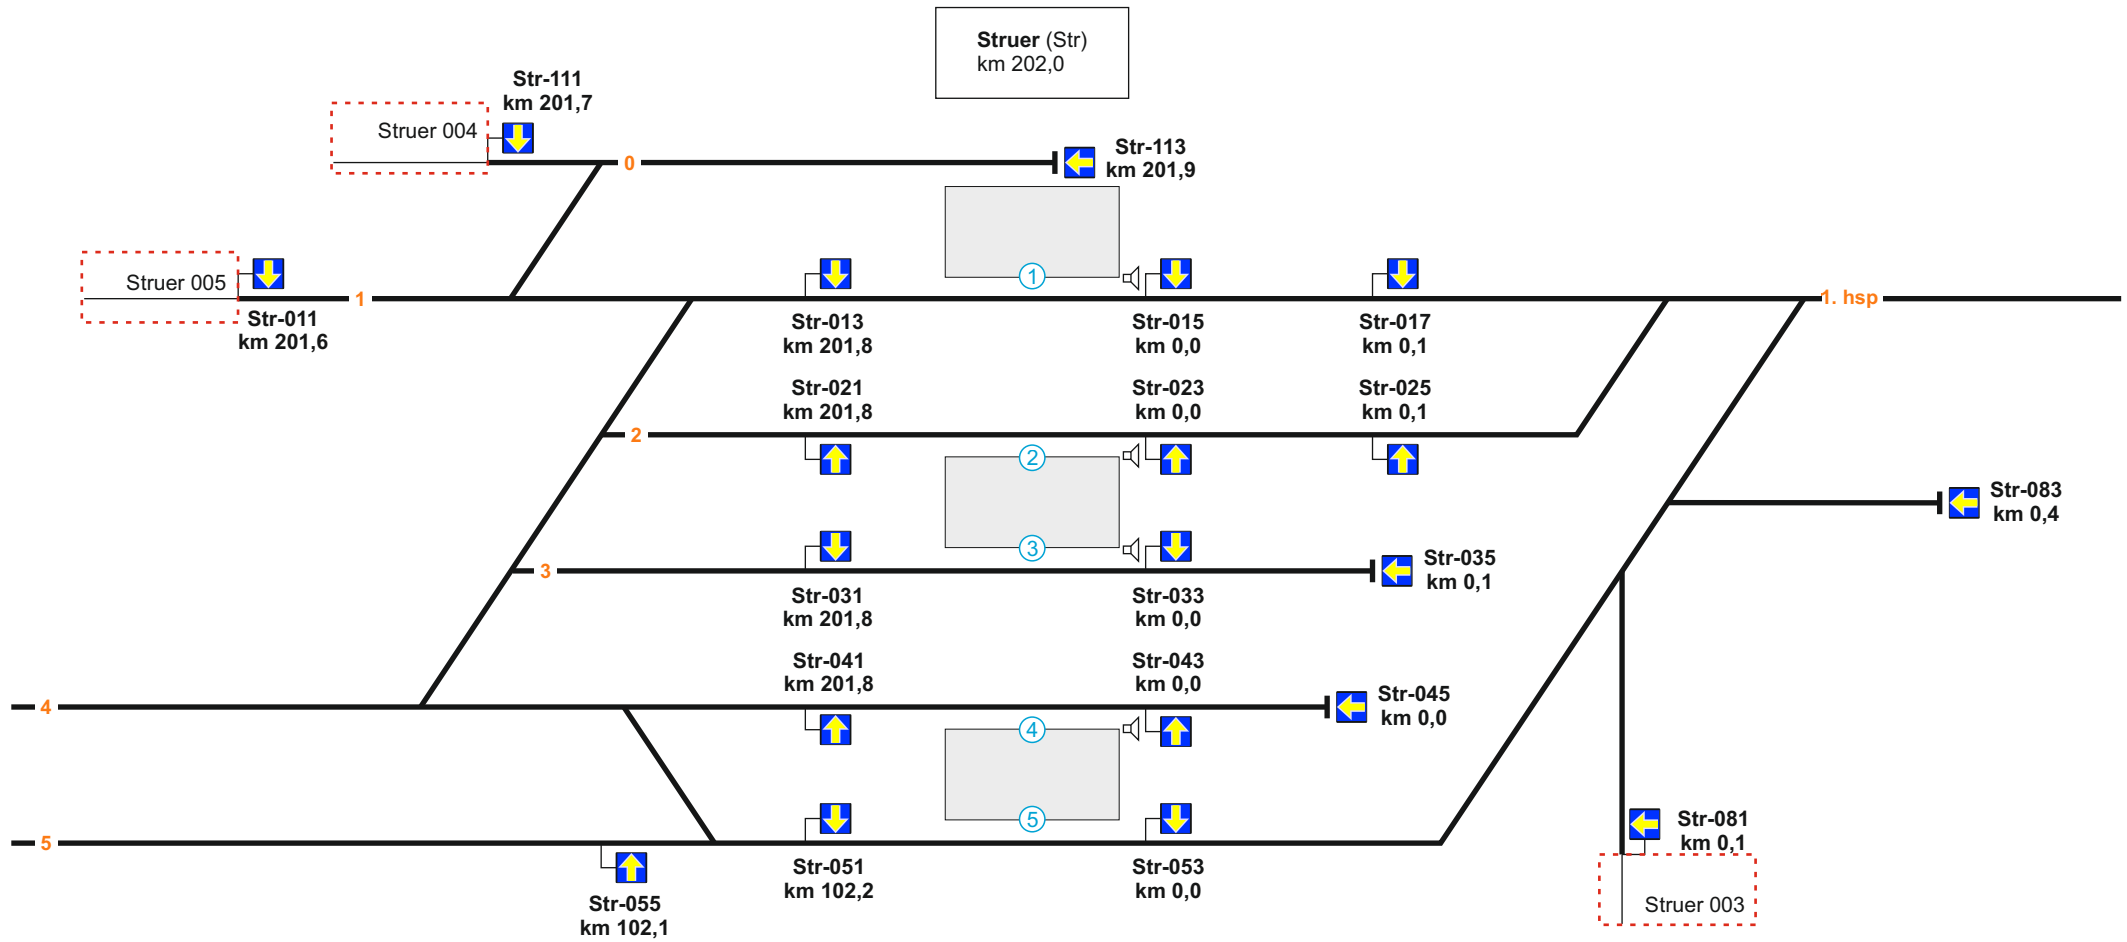 Struer (Str)
km 202,0
Str-111
km 201,7
Struer 004
0
Str-113
km 201,9
Struer 005
Str-011
km 201,6
1
1
1. hsp
Str-013
km 201,8
Str-015
km 0,0
Str-017
km 0,1
Str-021
km 201,8
Str-023
km 0,0
Str-025
km 0,1
2
2
Str-083
km 0,4
3
3
Str-035
km 0,1
Str-031
km 201,8
Str-033
km 0,0
Str-041
km 201,8
Str-043
km 0,0
Str-045
km 0,0
4
4
5
5
Str-081
km 0,1
Str-051
km 102,2
Str-053
km 0,0
Str-055
km 102,1
Struer 003